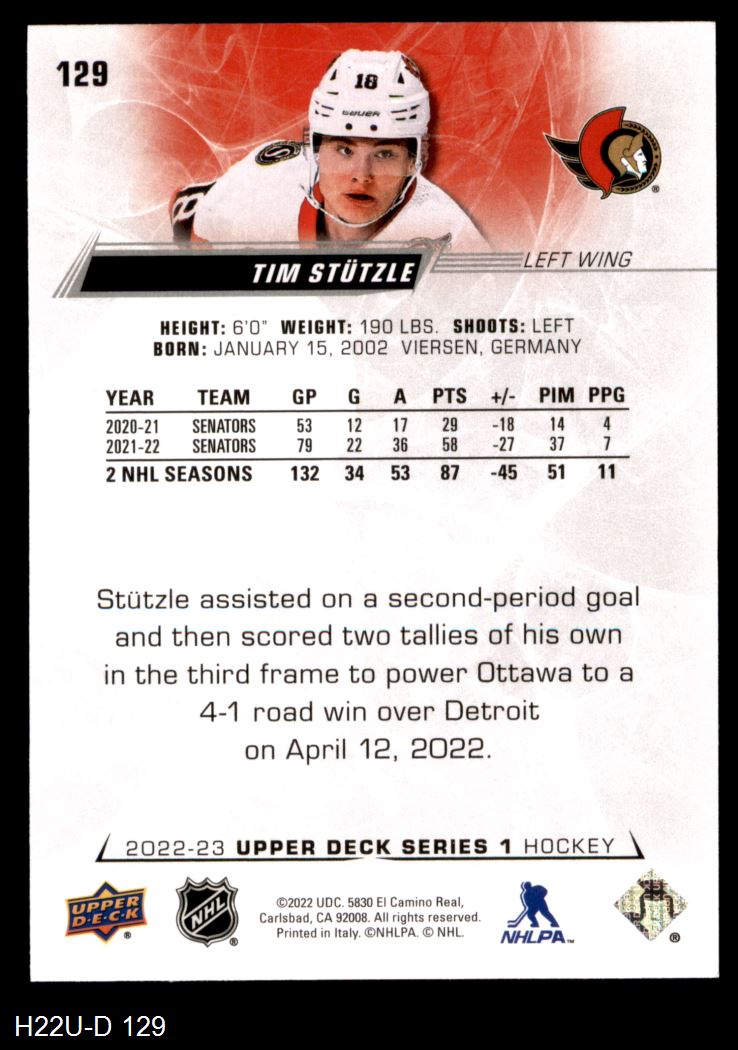 129
18
BAUER
TIM STÜTZLE
LEFT WING
HEIGHT: 6'0" WEIGHT: 190 LBS. SHOOTS: LEFT
BORN: JANUARY 15, 2002 VIERSEN, GERMANY
YEAR TEAM GP G A PTS +/- PIM PPG
2020-21 SENATORS 53 12 17 29 -18 14 4
2021-22 SENATORS 79 22 36 58 -27 37 7
2 NHL SEASONS 132 34 53 87 -45 51 11
Stützle assisted on a second-period goal
and then scored two tallies of his own
in the third frame to power Ottawa to a
4-1 road win over Detroit
on April 12, 2022.
2022-23 UPPER DECK SERIES 1 HOCKEY
UPPER
D·E·C·K
®
NHL
®
©2022 UDC. 5830 El Camino Real,
Carlsbad, CA 92008. All rights reserved.
Printed in Italy. ©NHLPA. © NHL.
NHLPA™
®
H22U-D 129